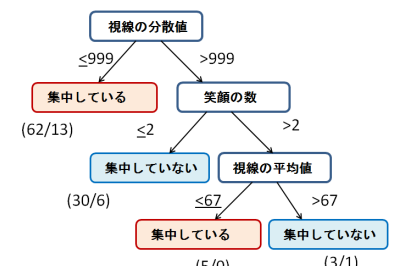 視線の分散値
≤999 >999
集中している 笑顔の数
(62/13) ≤2 >2
集中していない 視線の平均値
(30/6) ≤67 >67
集中している 集中していない
(5/0) (3/1)